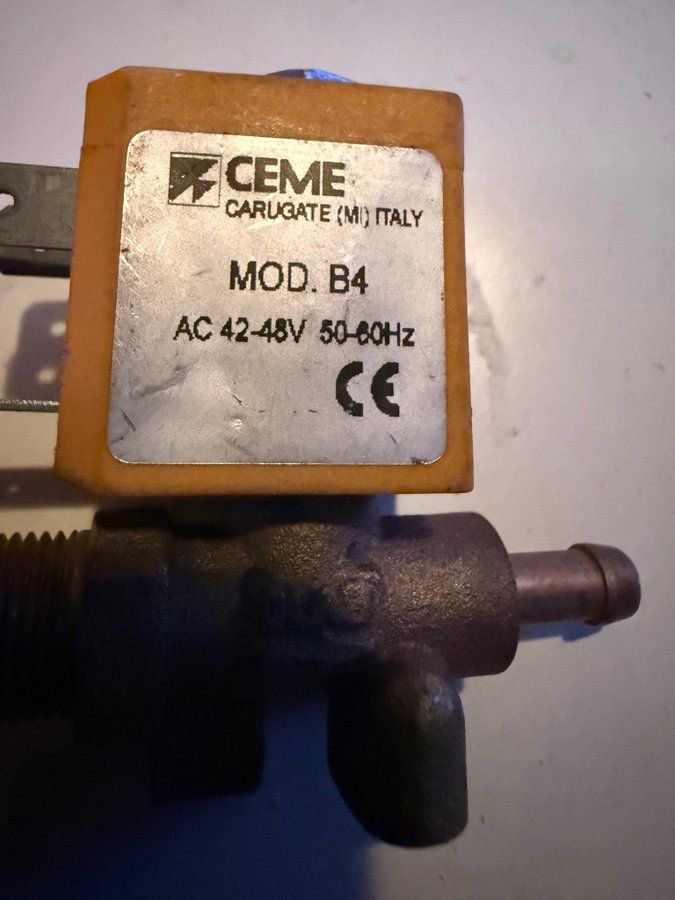 CEME
CARUGATE (MI) ITALY
MOD. B4
AC 42-48V 50-60Hz
CE